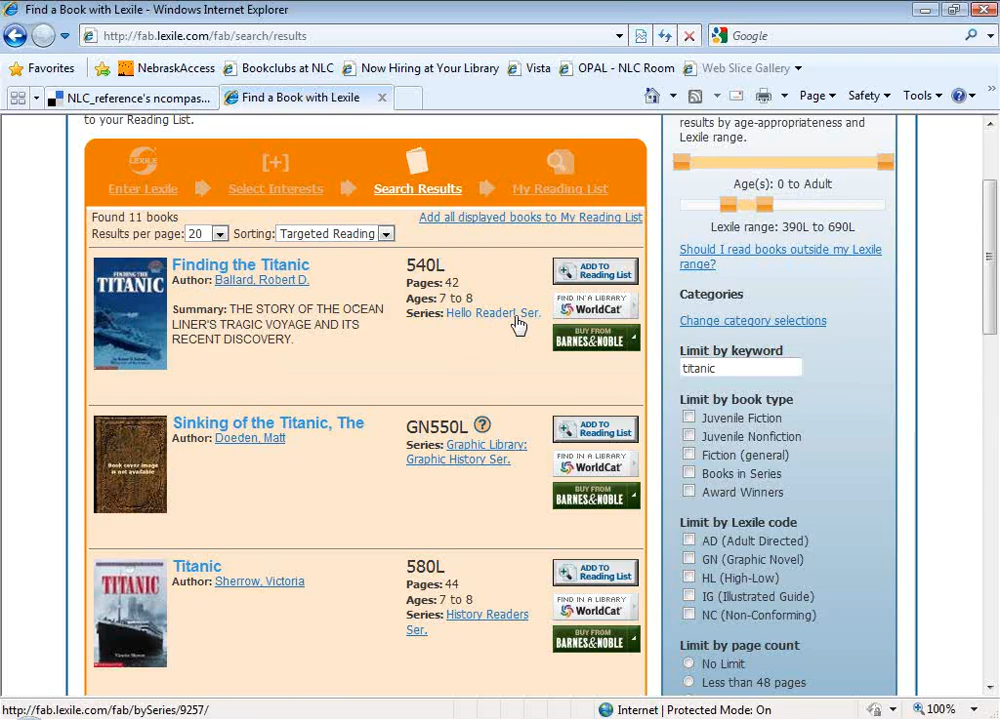 Find a Book with Lexile - Windows Internet Explorer
http://fab.lexile.com/fab/search/results
Google
Favorites
NebraskAccess
Bookclubs at NLC
Now Hiring at Your Library
Vista
OPAL - NLC Room
Web Slice Gallery
NLC_reference's ncompas...
Find a Book with Lexile
Page
Safety
Tools
to your Reading List.
LEXILE
[+]
Enter Lexile
Select Interests
Search Results
My Reading List
Found 11 books
Add all displayed books to My Reading List
Results per page: 20 Sorting: Targeted Reading
FINDING THE
TITANIC
Finding the Titanic
Author: Ballard, Robert D.
Summary: THE STORY OF THE OCEAN
LINER'S TRAGIC VOYAGE AND ITS
RECENT DISCOVERY.
540L
Pages: 42
Ages: 7 to 8
Series: Hello Reader! Ser.
ADD TO
Reading List
FIND IN A LIBRARY
WorldCat
BUY FROM
BARNES&NOBLE
Book cover image
is not available
Sinking of the Titanic, The
Author: Doeden, Matt
GN550L ?
Series: Graphic Library:
Graphic History Ser.
ADD TO
Reading List
FIND IN A LIBRARY
WorldCat
BUY FROM
BARNES&NOBLE
TITANIC
Titanic
Author: Sherrow, Victoria
580L
Pages: 44
Ages: 7 to 8
Series: History Readers
Ser.
ADD TO
Reading List
FIND IN A LIBRARY
WorldCat
BUY FROM
BARNES&NOBLE
results by age-appropriateness and
Lexile range.
Age(s): 0 to Adult
Lexile range: 390L to 690L
Should I read books outside my Lexile
range?
Categories
Change category selections
Limit by keyword
titanic
Limit by book type
Juvenile Fiction
Juvenile Nonfiction
Fiction (general)
Books in Series
Award Winners
Limit by Lexile code
AD (Adult Directed)
GN (Graphic Novel)
HL (High-Low)
IG (Illustrated Guide)
NC (Non-Conforming)
Limit by page count
No Limit
Less than 48 pages
http://fab.lexile.com/fab/bySeries/9257/
Internet | Protected Mode: On
100%